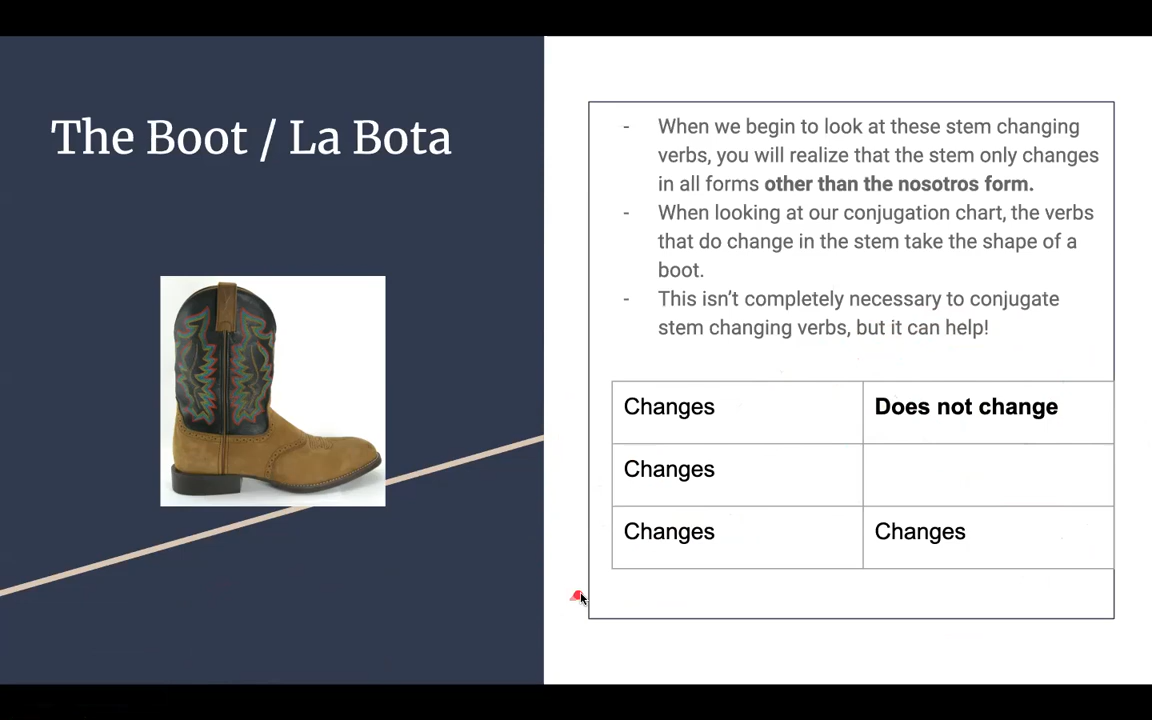 The Boot / La Bota
- When we begin to look at these stem changing
verbs, you will realize that the stem only changes
in all forms other than the nosotros form.
- When looking at our conjugation chart, the verbs
that do change in the stem take the shape of a
boot.
- This isn’t completely necessary to conjugate
stem changing verbs, but it can help!
Changes Does not change
Changes
Changes Changes